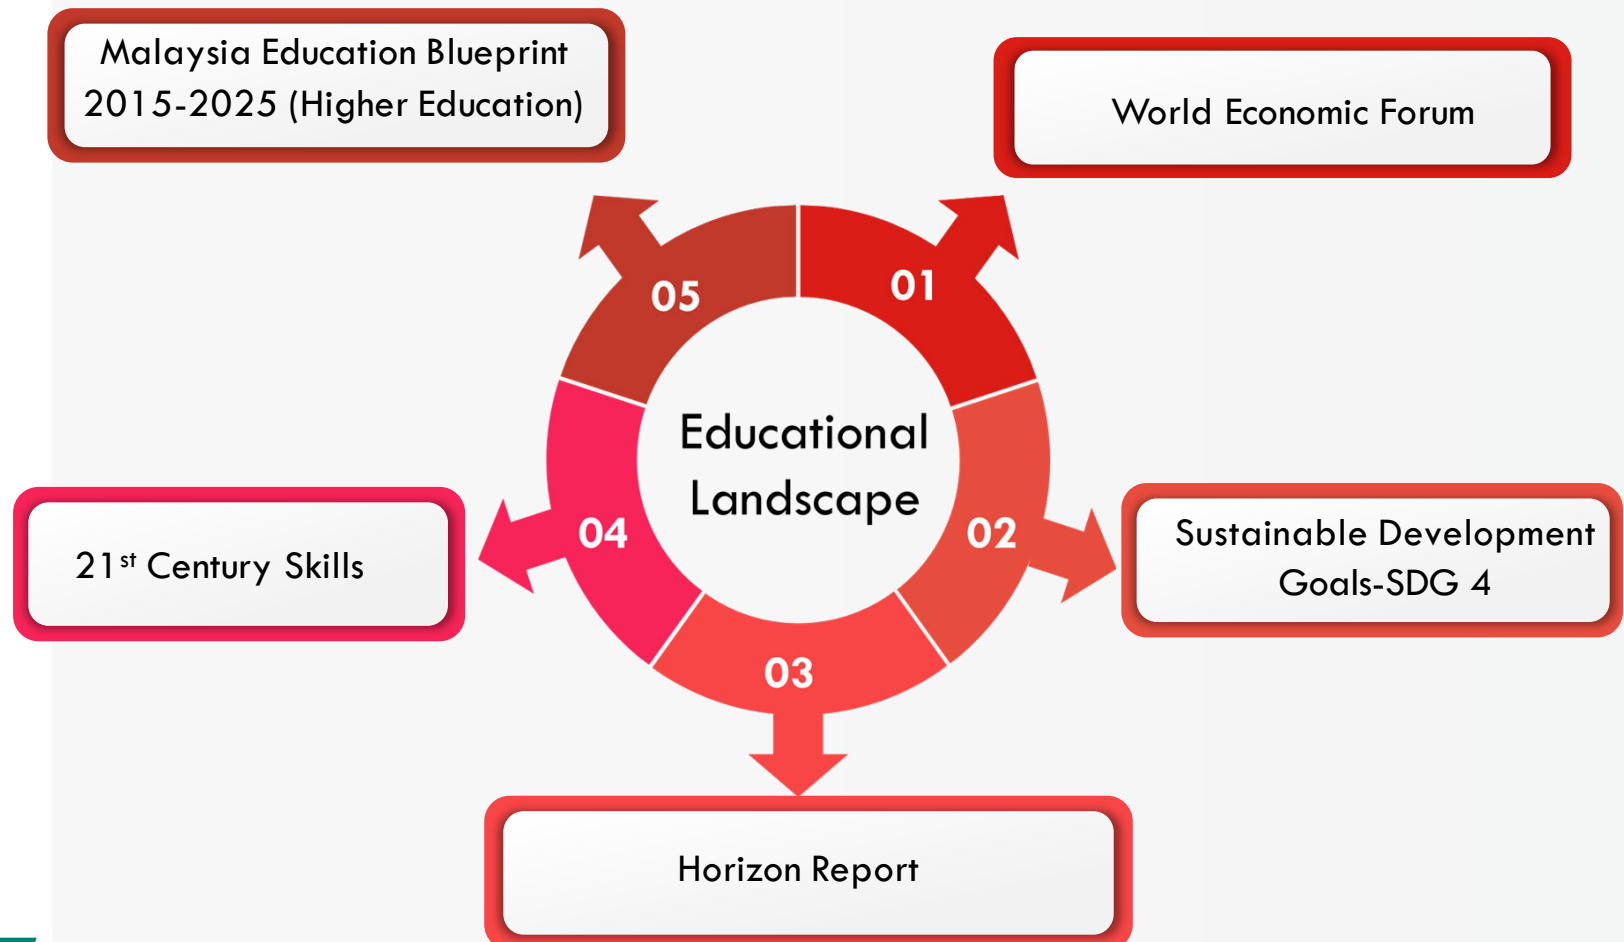 Malaysia Education Blueprint
2015-2025 (Higher Education)
World Economic Forum
05
01
Educational
Landscape
04
02
21st Century Skills
Sustainable Development
Goals-SDG 4
03
Horizon Report